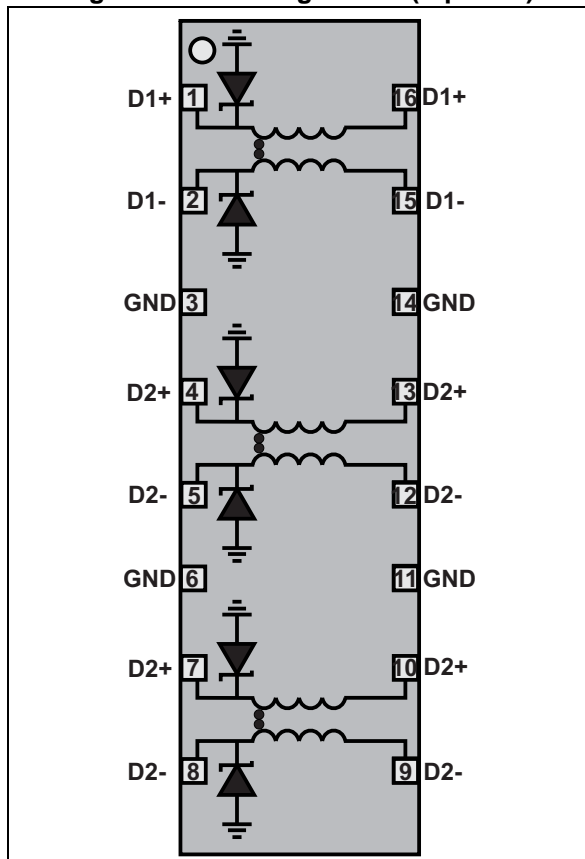 D1+ 1 16 D1+
D1- 2 15 D1-
GND 3 14 GND
D2+ 4 13 D2+
D2- 5 12 D2-
GND 6 11 GND
D2+ 7 10 D2+
D2- 8 9 D2-